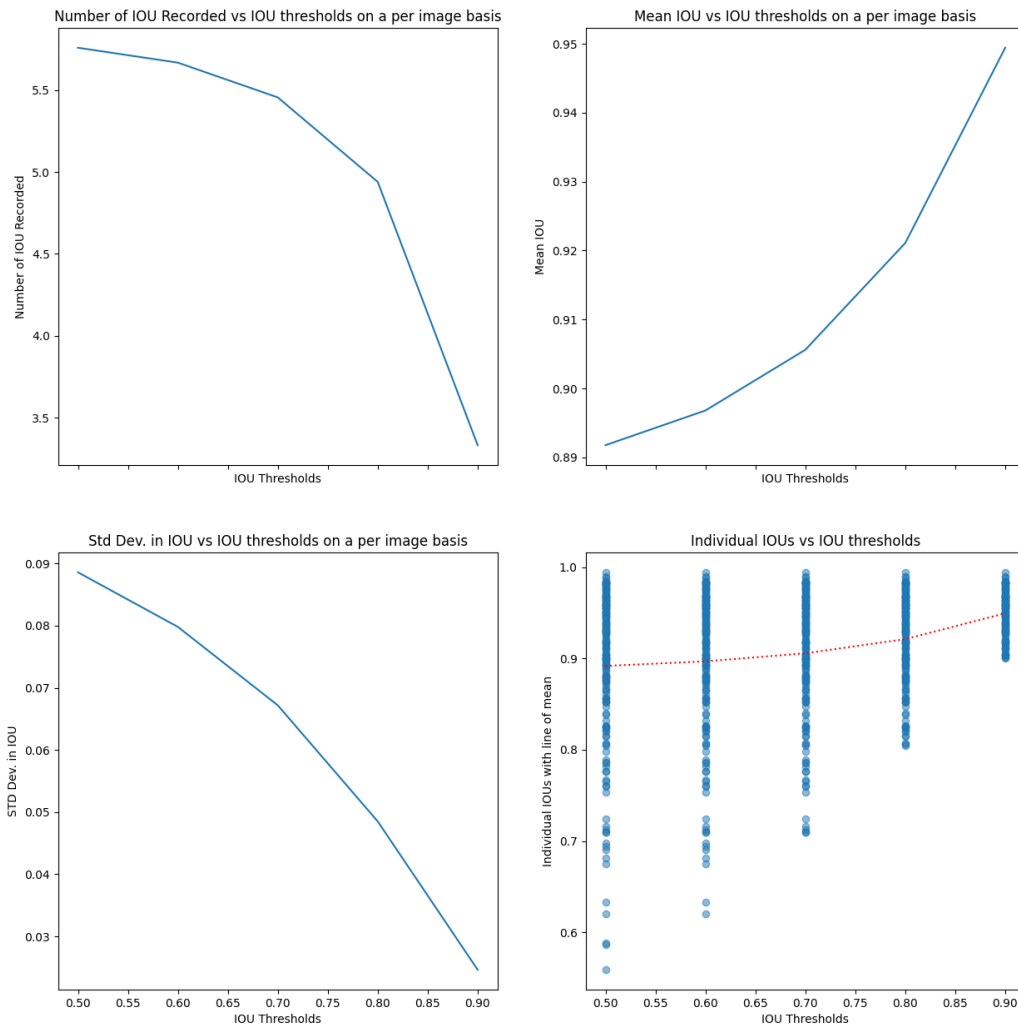 Number of IOU Recorded vs IOU thresholds on a per image basis
Number of IOU Recorded
5.5
5.0
4.5
4.0
3.5
IOU Thresholds
Mean IOU vs IOU thresholds on a per image basis
Mean IOU
0.95
0.94
0.93
0.92
0.91
0.90
0.89
IOU Thresholds
Std Dev. in IOU vs IOU thresholds on a per image basis
STD Dev. in IOU
0.09
0.08
0.07
0.06
0.05
0.04
0.03
0.50 0.55 0.60 0.65 0.70 0.75 0.80 0.85 0.90
IOU Thresholds
Individual IOUs vs IOU thresholds
Individual IOUs with line of mean
1.0
0.9
0.8
0.7
0.6
0.50 0.55 0.60 0.65 0.70 0.75 0.80 0.85 0.90
IOU Thresholds